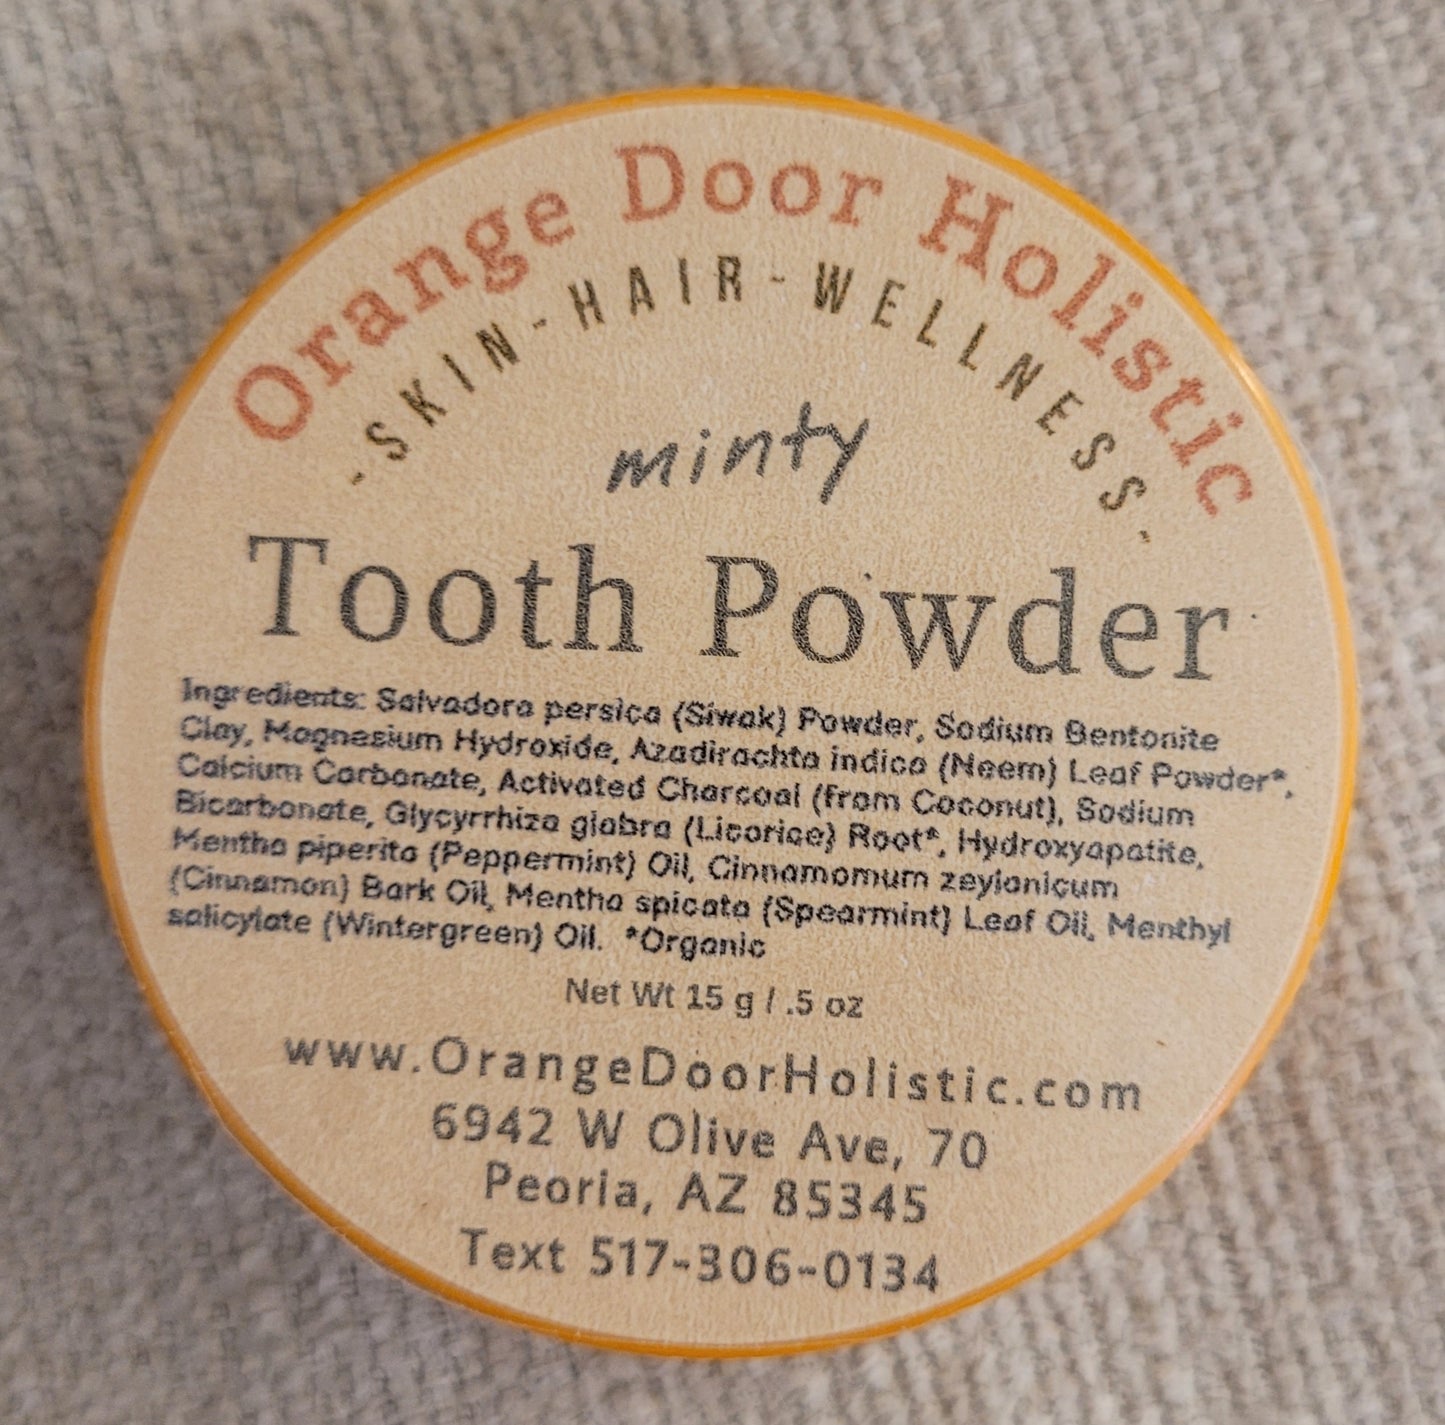 Orange Door Holistic
-SKIN-HAIR-WELLNESS-
minty
Tooth Powder
Ingredients: Salvadora persica (Siwak) Powder, Sodium Bentonite
Clay, Magnesium Hydroxide, Azadirachta indica (Neem) Leaf Powder*,
Calcium Carbonate, Activated Charcoal (from Coconut), Sodium
Bicarbonate, Glycyrrhiza glabra (Licorice) Root*, Hydroxyapatite,
Mentha piperita (Peppermint) Oil, Cinnamomum zeylanicum
(Cinnamon) Bark Oil, Mentha spicata (Spearmint) Leaf Oil, Menthyl
salicylate (Wintergreen) Oil. *Organic
Net Wt 15 g / .5 oz
www.OrangeDoorHolistic.com
6942 W Olive Ave, 70
Peoria, AZ 85345
Text 517-306-0134